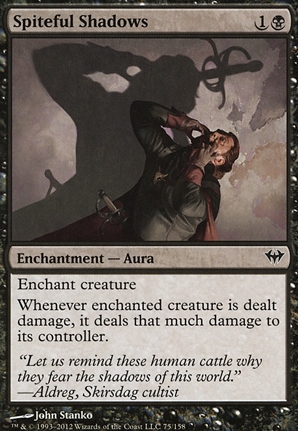 Spiteful Shadows 1
Enchantment — Aura
Enchant creature
Whenever enchanted creature is dealt
damage, it deals that much damage to
its controller.
“Let us remind these human cattle why
they fear the shadows of this world.”
—Aldreg, Skirsdag cultist
John Stanko
™ & © 1993–2012 Wizards of the Coast LLC 75/158